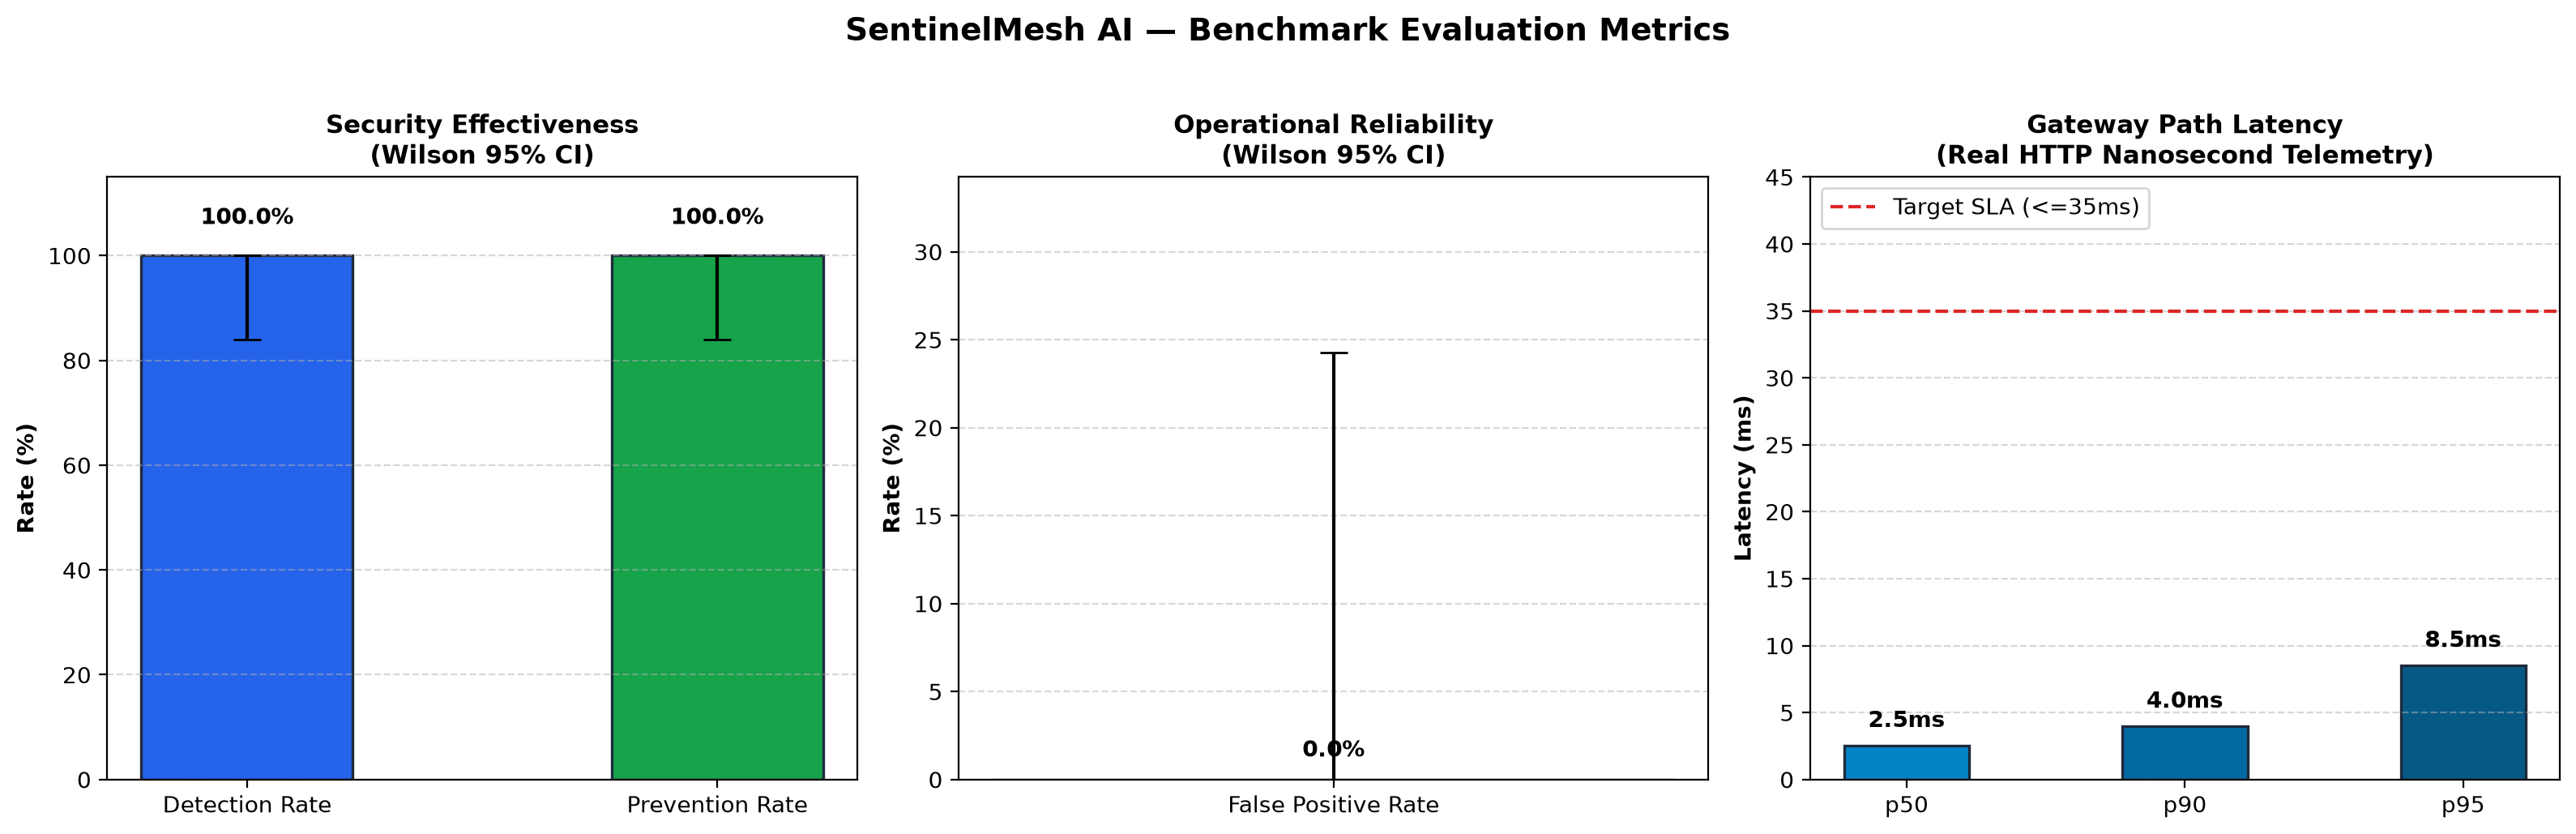 SentinelMesh AI — Benchmark Evaluation Metrics
Security Effectiveness
(Wilson 95% CI)
100.0%
100.0%
100
80
60
40
20
0
Rate (%)
Detection Rate
Prevention Rate
Operational Reliability
(Wilson 95% CI)
30
25
20
15
10
5
0
Rate (%)
0.0%
False Positive Rate
Gateway Path Latency
(Real HTTP Nanosecond Telemetry)
Target SLA (<=35ms)
45
40
35
30
25
20
15
10
5
0
Latency (ms)
2.5ms
4.0ms
8.5ms
p50
p90
p95